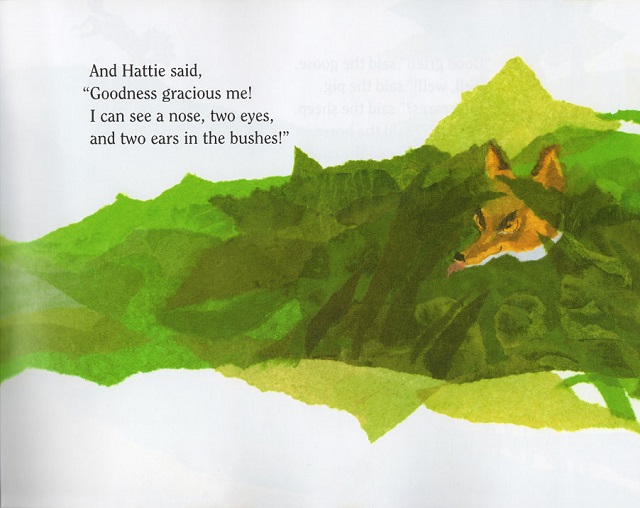 And Hattie said,
“Goodness gracious me!
I can see a nose, two eyes,
and two ears in the bushes!”